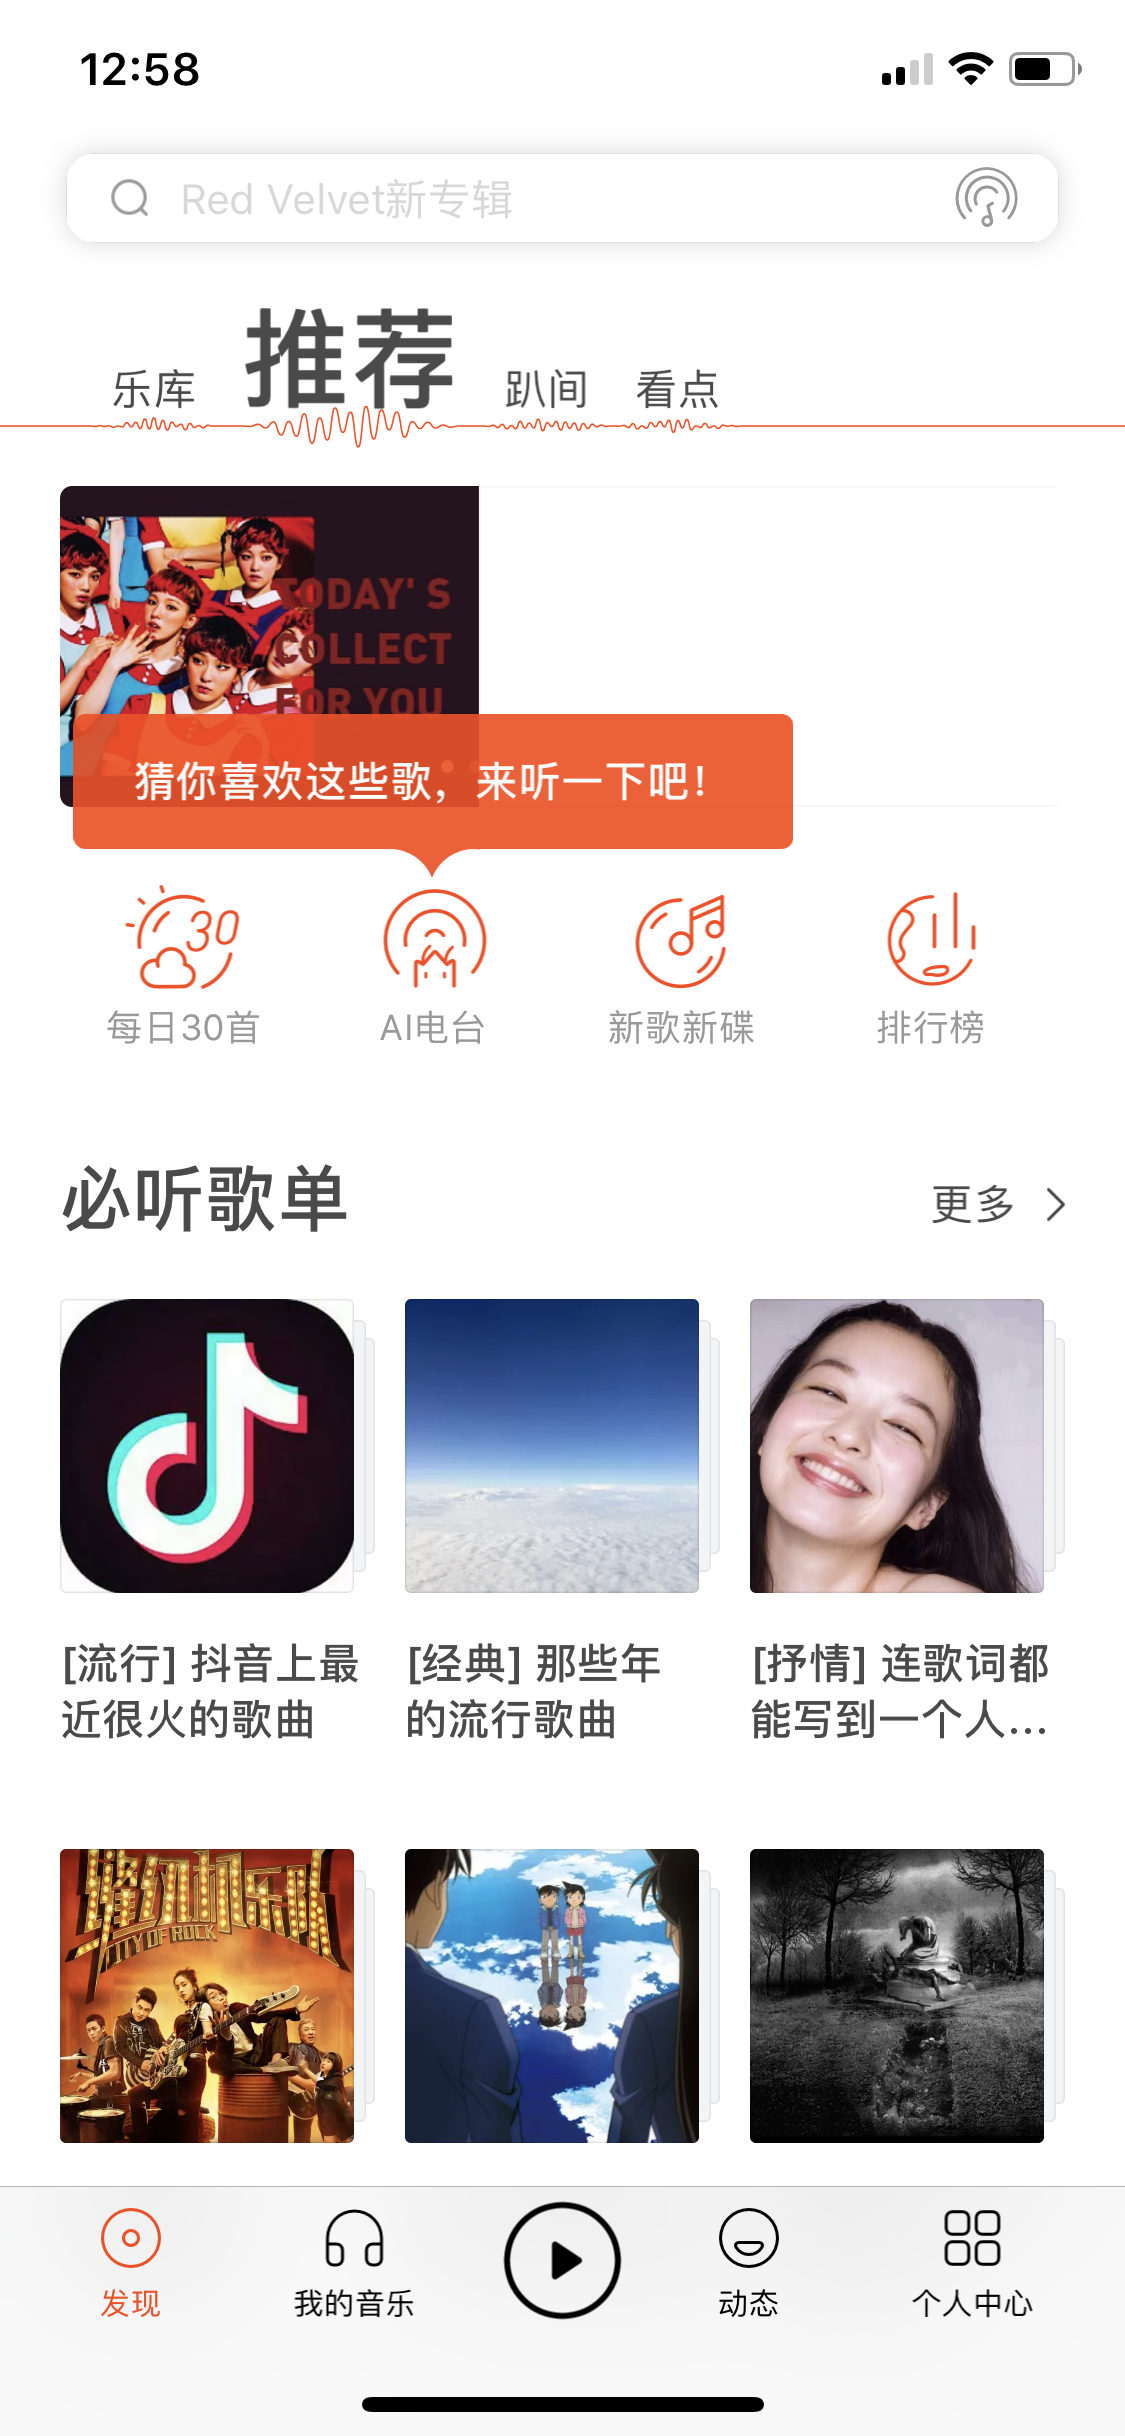 12:58
Red Velvet新专辑
乐库 推荐 趴间 看点
TODAY' S
COLLECT
FOR YOU
猜你喜欢这些歌，来听一下吧！
30
每日30首 AI电台 新歌新碟 排行榜
必听歌单 更多
[流行] 抖音上最
近很火的歌曲
[经典] 那些年
的流行歌曲
[抒情] 连歌词都
能写到一个人...
缝纫机乐队
CITY OF ROCK
发现 我的音乐 动态 个人中心